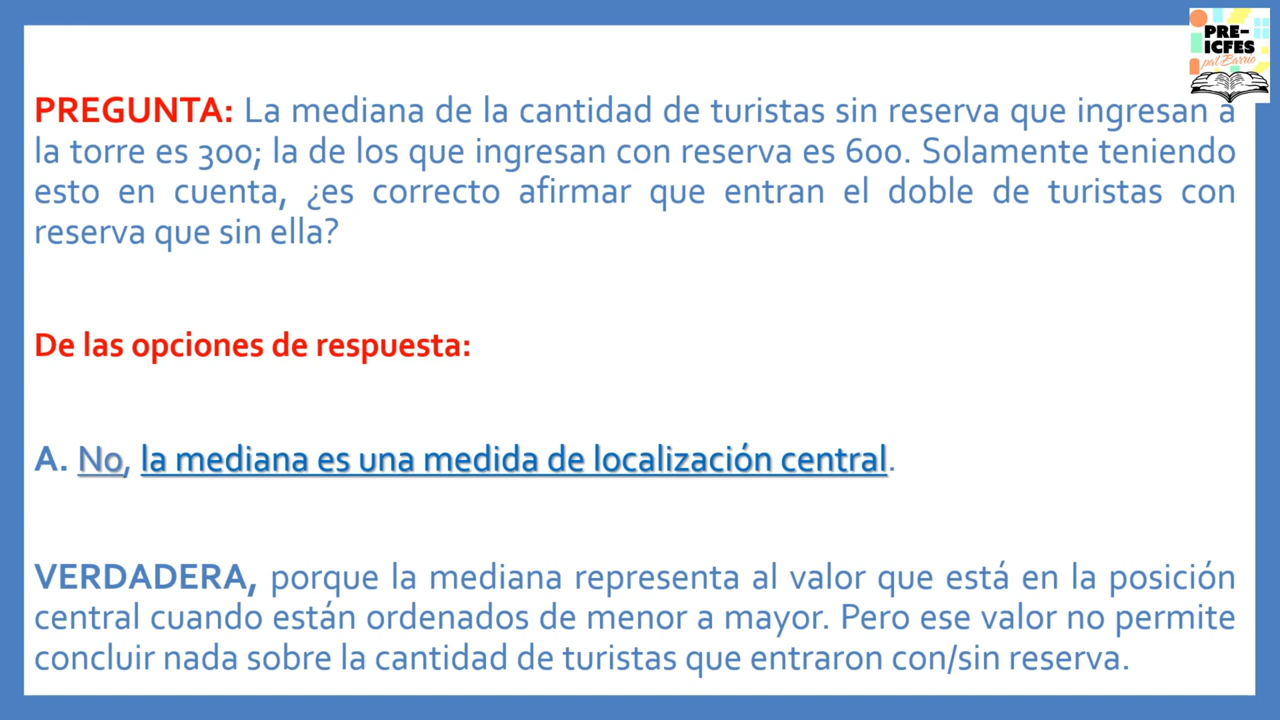 PRE-
ICFES
pa'l Barrio
PREGUNTA: La mediana de la cantidad de turistas sin reserva que ingresan a
la torre es 300; la de los que ingresan con reserva es 600. Solamente teniendo
esto en cuenta, ¿es correcto afirmar que entran el doble de turistas con
reserva que sin ella?
De las opciones de respuesta:
A. No, la mediana es una medida de localización central.
VERDADERA, porque la mediana representa al valor que está en la posición
central cuando están ordenados de menor a mayor. Pero ese valor no permite
concluir nada sobre la cantidad de turistas que entraron con/sin reserva.